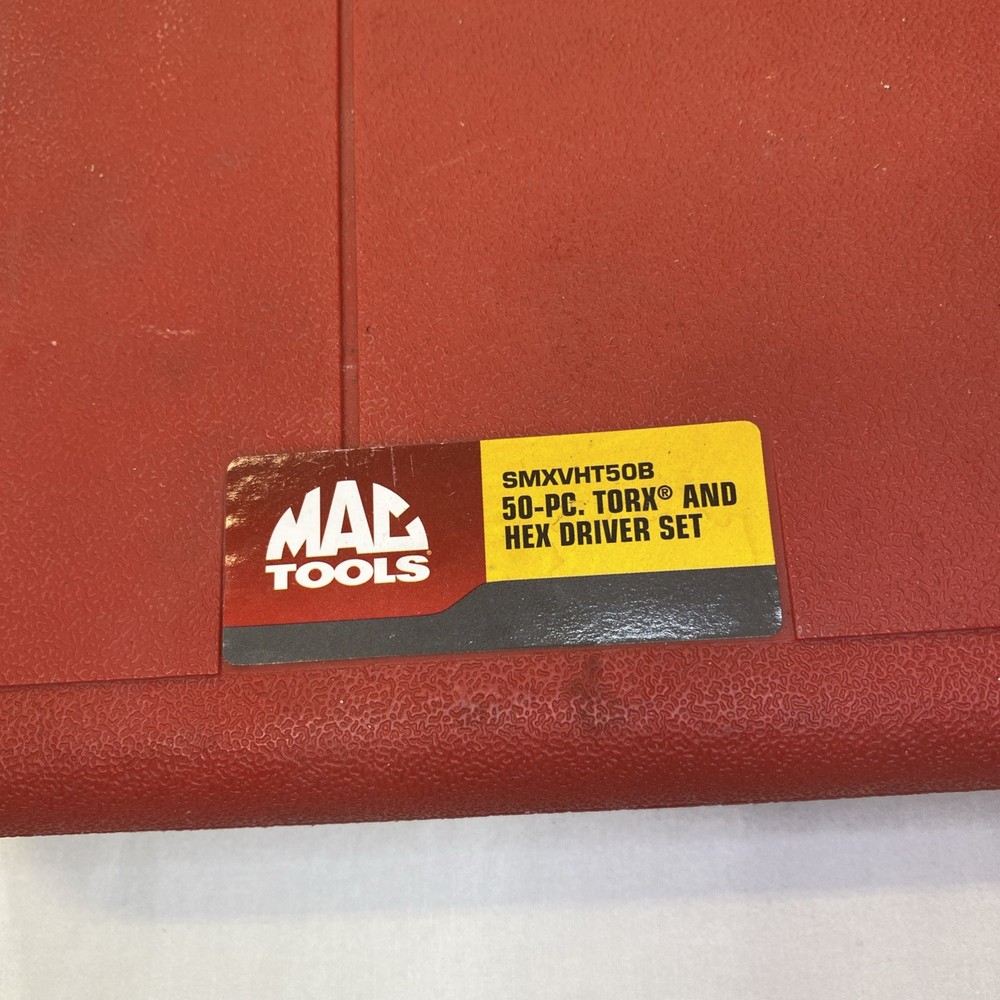 MAC
TOOLS
SMXVHT50B
50-PC. TORX® AND
HEX DRIVER SET